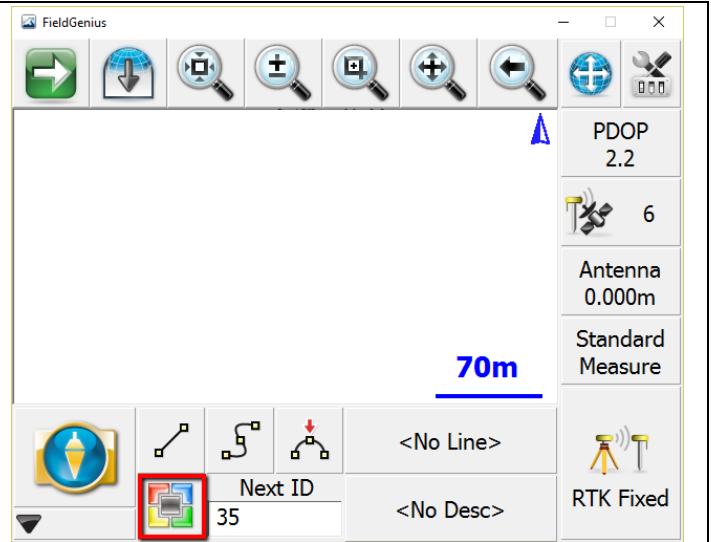 FieldGenius
PDOP
2.2
6
Antenna
0.000m
Standard
Measure
70m
<No Line>
Next ID
35
<No Desc>
RTK Fixed